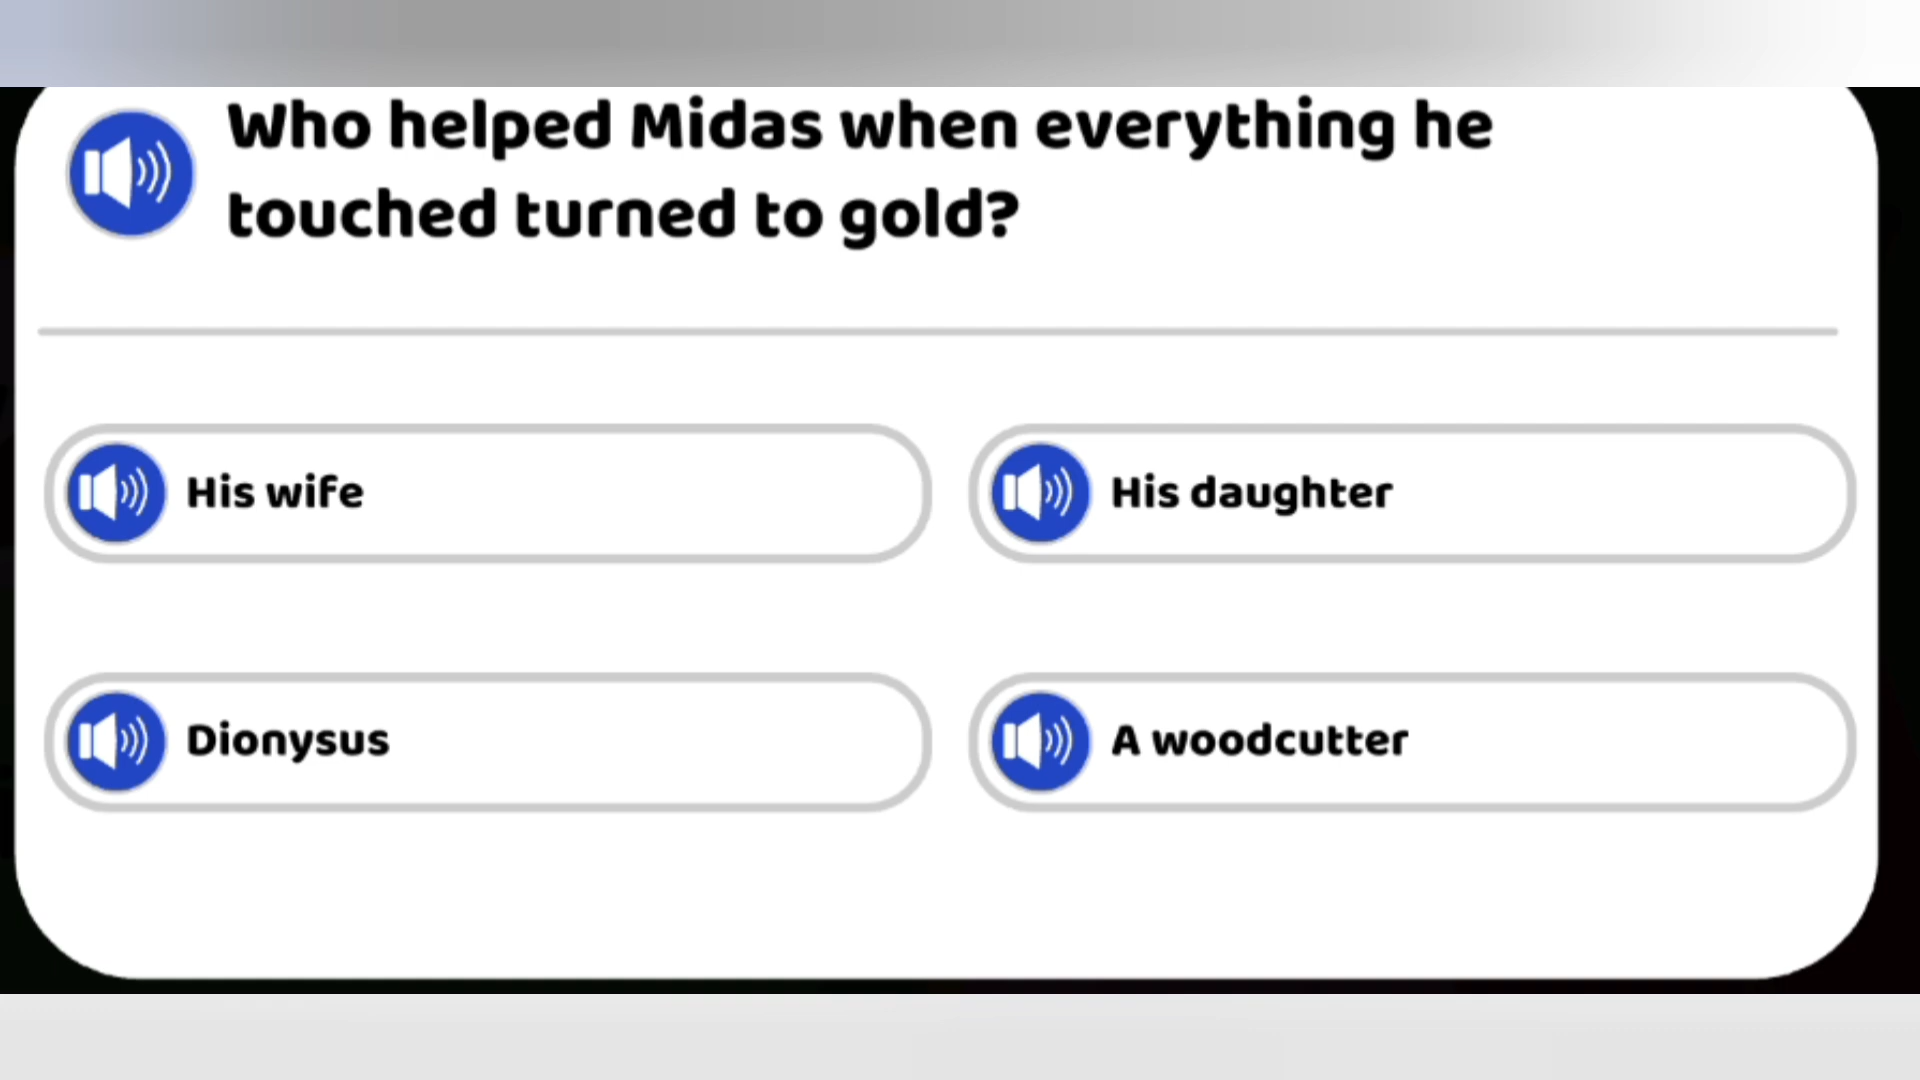 Who helped Midas when everything he
touched turned to gold?
His wife
His daughter
Dionysus
A woodcutter